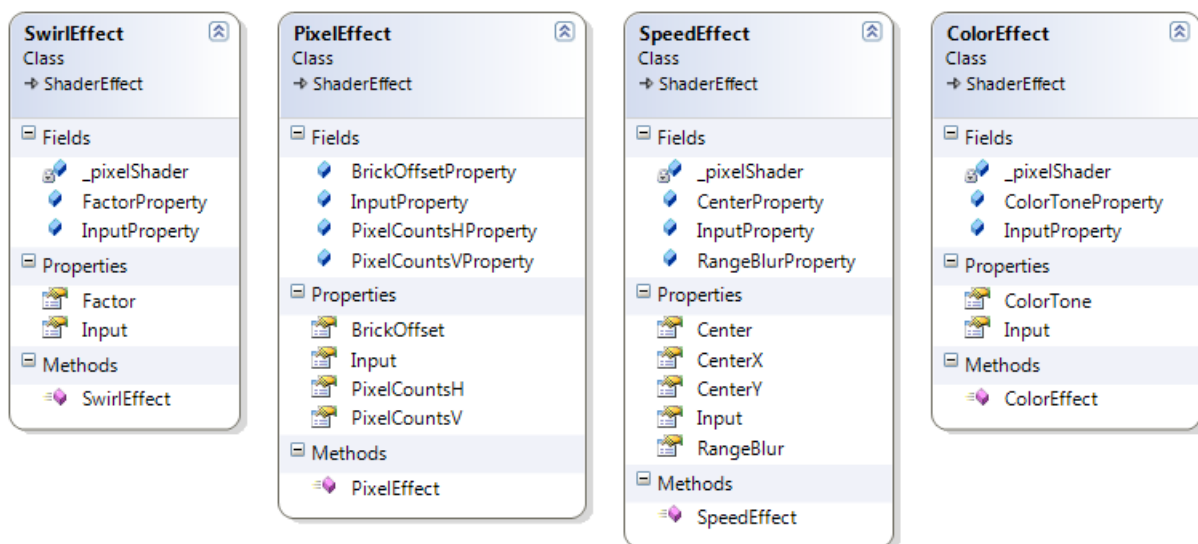 SwirlEffect
Class
ShaderEffect
Fields
_pixelShader
FactorProperty
InputProperty
Properties
Factor
Input
Methods
SwirlEffect
PixelEffect
Class
ShaderEffect
Fields
BrickOffsetProperty
InputProperty
PixelCountsHProperty
PixelCountsVProperty
Properties
BrickOffset
Input
PixelCountsH
PixelCountsV
Methods
PixelEffect
SpeedEffect
Class
ShaderEffect
Fields
_pixelShader
CenterProperty
InputProperty
RangeBlurProperty
Properties
Center
CenterX
CenterY
Input
RangeBlur
Methods
SpeedEffect
ColorEffect
Class
ShaderEffect
Fields
_pixelShader
ColorToneProperty
InputProperty
Properties
ColorTone
Input
Methods
ColorEffect